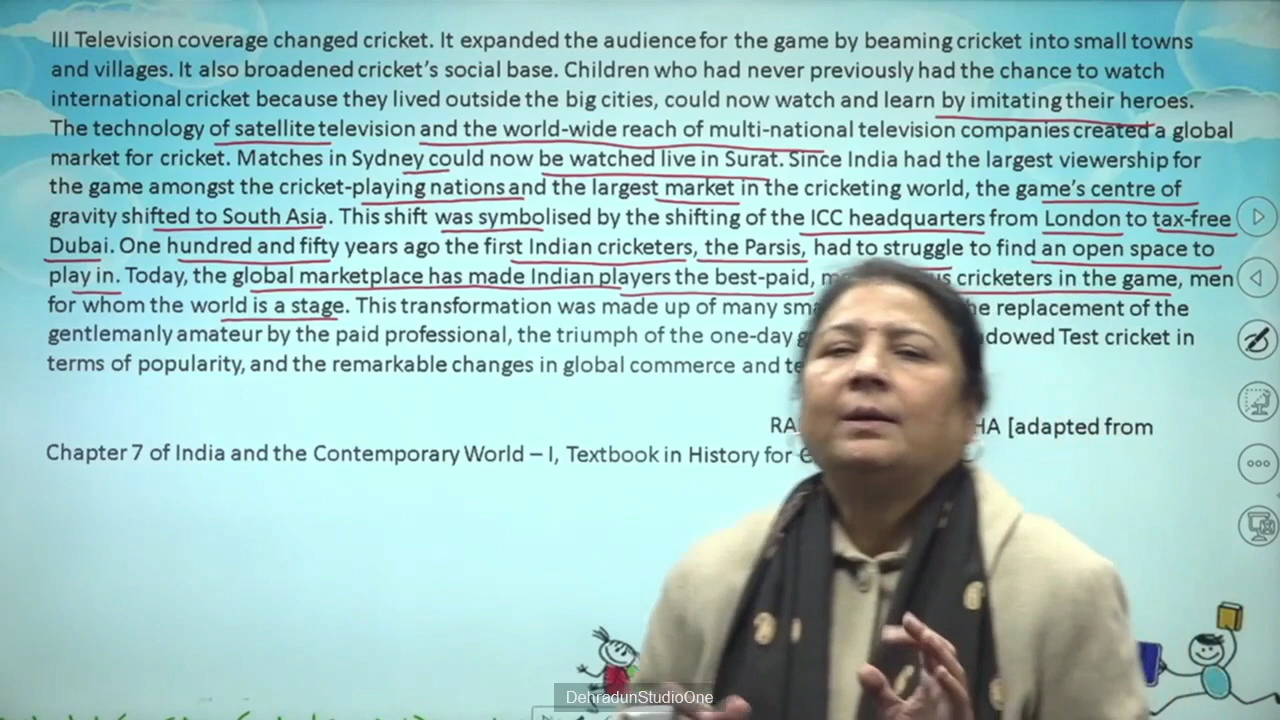 III Television coverage changed cricket. It expanded the audience for the game by beaming cricket into small towns
and villages. It also broadened cricket's social base. Children who had never previously had the chance to watch
international cricket because they lived outside the big cities, could now watch and learn by imitating their heroes.
The technology of satellite television and the world-wide reach of multi-national television companies created a global
market for cricket. Matches in Sydney could now be watched live in Surat. Since India had the largest viewership for
the game amongst the cricket-playing nations and the largest market in the cricketing world, the game's centre of
gravity shifted to South Asia. This shift was symbolised by the shifting of the ICC headquarters from London to tax-free
Dubai. One hundred and fifty years ago the first Indian cricketers, the Parsis, had to struggle to find an open space to
play in. Today, the global marketplace has made Indian players the best-paid, cricketers in the game, men
for whom the world is a stage. This transformation was made up of many replacement of the
gentlemanly amateur by the paid professional, the triumph of the one-day Test cricket in
terms of popularity, and the remarkable changes in global commerce and
[adapted from
Chapter 7 of India and the Contemporary World – I, Textbook in History for
DehradunStudioOne